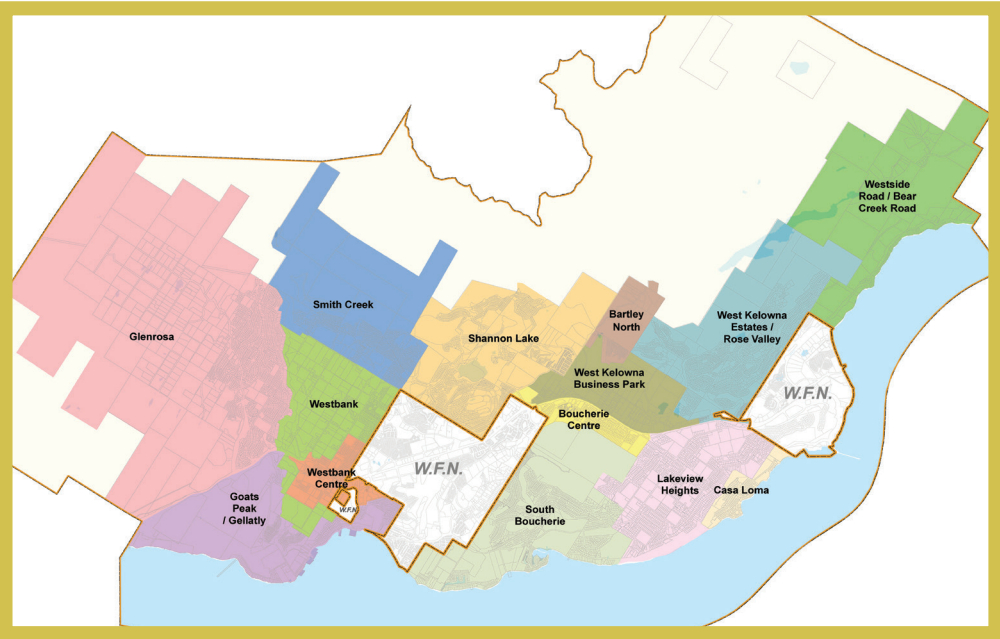 Westside
Road / Bear
Creek Road
Smith Creek
Bartley
North
West Kelowna
Estates /
Rose Valley
Glenrosa
Shannon Lake
West Kelowna
Business Park
W.F.N.
Westbank
Boucherie
Centre
W.F.N.
Westbank
Centre
Lakeview
Heights
Casa Loma
Goats
Peak
/ Gellatly
W.F.N.
South
Boucherie